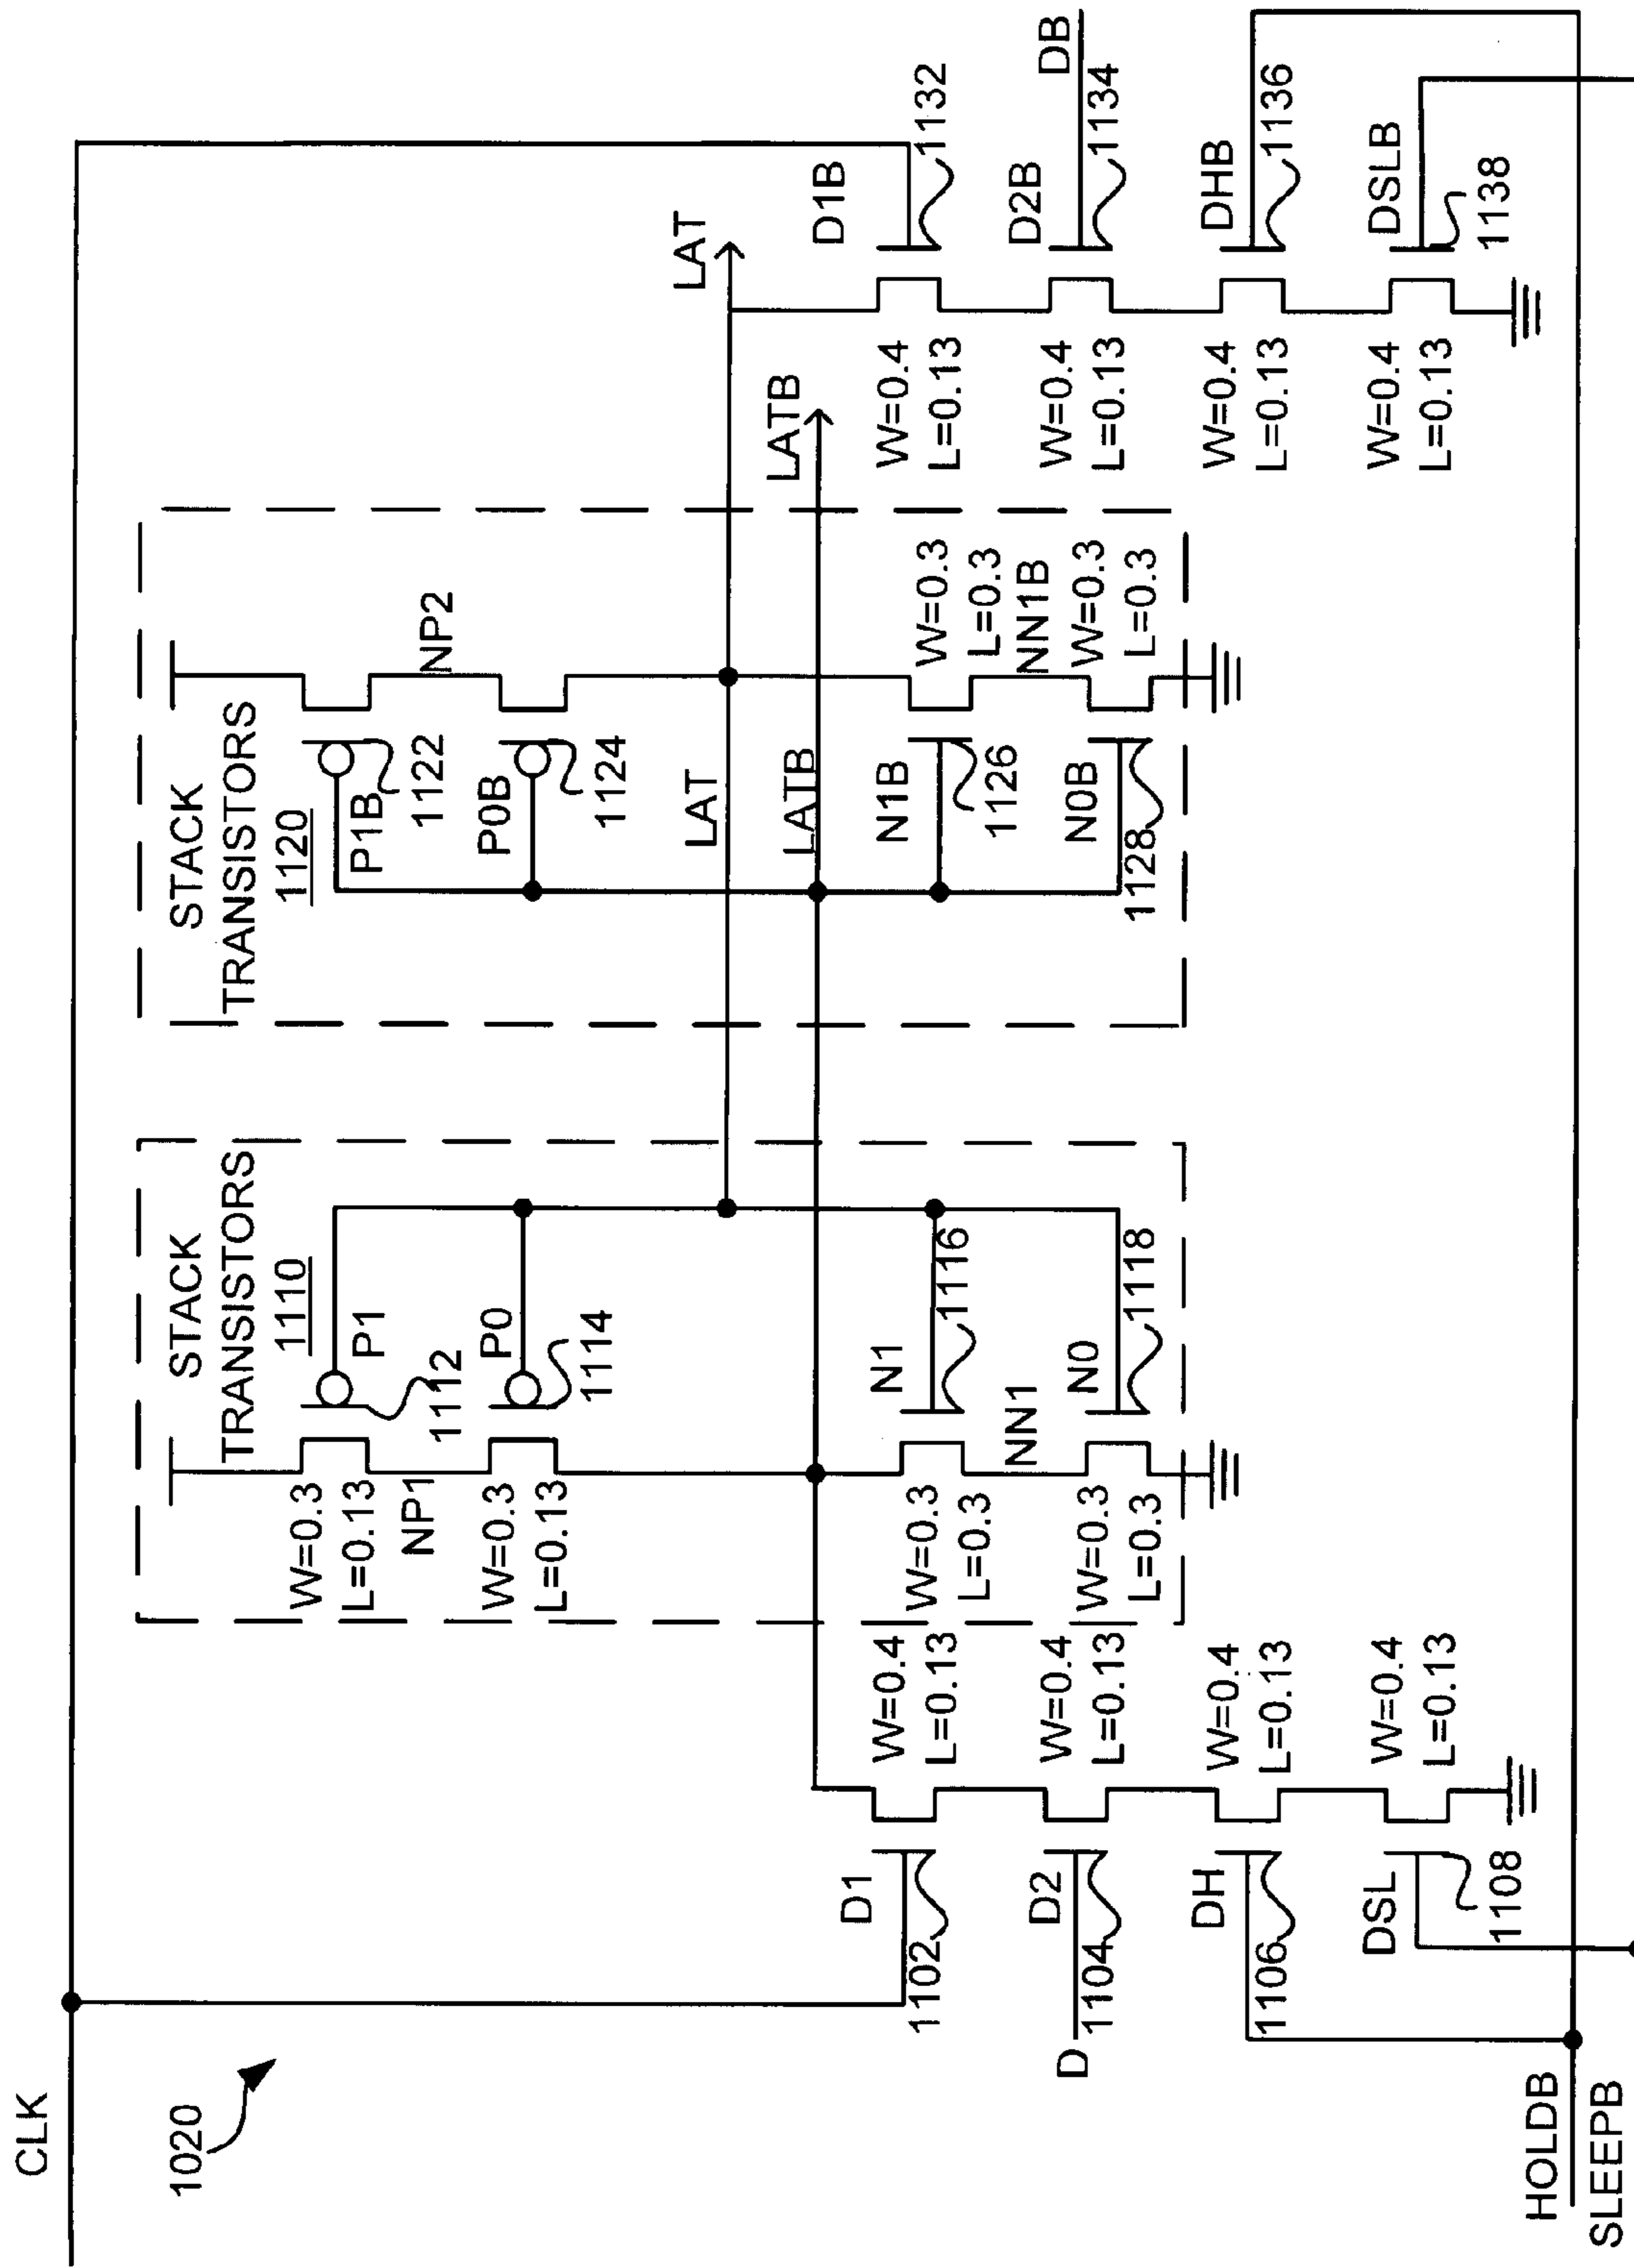 CLK
1020
STACK
TRANSISTORS
1110
P1
1112
W=0.3
L=0.13
NP1
P0
1114
W=0.3
L=0.13
N1
1116
W=0.3
L=0.3
NN1
N0
1118
W=0.3
L=0.3
STACK
TRANSISTORS
1120
P1B
1122
NP2
P0B
1124
LAT
LATB
N1B
1126
W=0.3
L=0.3
NN1B
N0B
1128
W=0.3
L=0.3
LAT
LATB
D1
1102
W=0.4
L=0.13
D
D2
1104
W=0.4
L=0.13
DH
1106
W=0.4
L=0.13
DSL
1108
W=0.4
L=0.13
D1B
1132
W=0.4
L=0.13
DB
D2B
1134
W=0.4
L=0.13
DHB
1136
W=0.4
L=0.13
DSLB
1138
W=0.4
L=0.13
HOLDB
SLEEPB